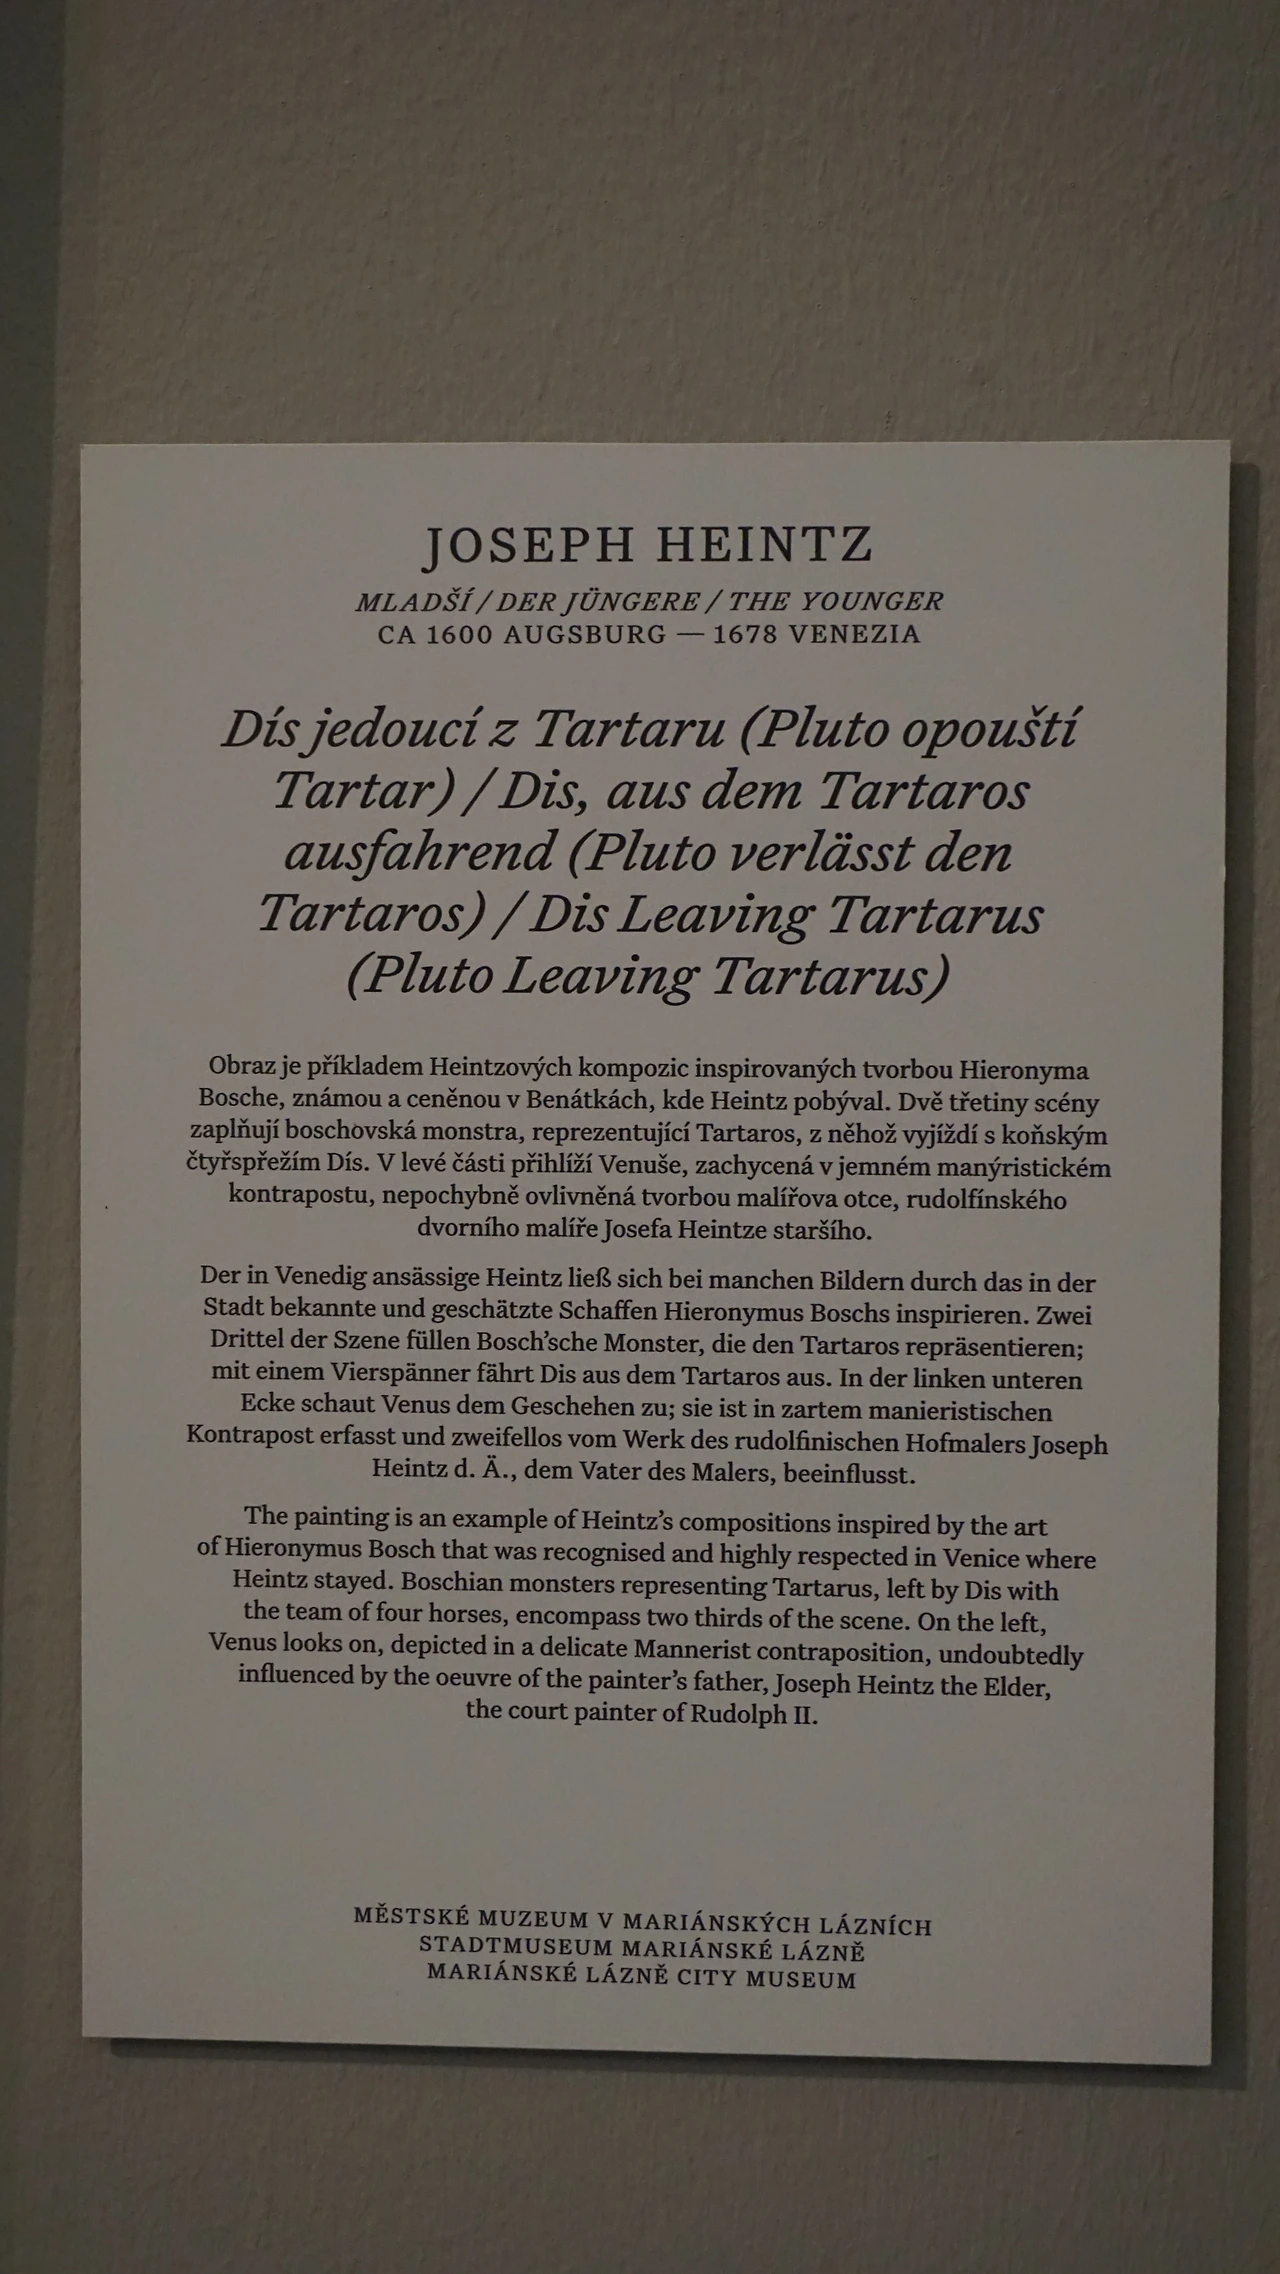 JOSEPH HEINTZ
MLADŠÍ / DER JÜNGERE / THE YOUNGER
CA 1600 AUGSBURG — 1678 VENEZIA
Dís jedoucí z Tartaru (Pluto opouští
Tartar) / Dis, aus dem Tartaros
ausfahrend (Pluto verlässt den
Tartaros) / Dis Leaving Tartarus
(Pluto Leaving Tartarus)
Obraz je příkladem Heintzových kompozic inspirovaných tvorbou Hieronyma
Bosche, známou a ceněnou v Benátkách, kde Heintz pobýval. Dvě třetiny scény
zaplňují boschovská monstra, reprezentující Tartaros, z něhož vyjíždí s koňským
čtyřspřežím Dís. V levé části přihlíží Venuše, zachycená v jemném manýristickém
kontrapostu, nepochybně ovlivněná tvorbou malířova otce, rudolfínského
dvorního malíře Josefa Heintze staršího.
Der in Venedig ansässige Heintz ließ sich bei manchen Bildern durch das in der
Stadt bekannte und geschätzte Schaffen Hieronymus Boschs inspirieren. Zwei
Drittel der Szene füllen Bosch’sche Monster, die den Tartaros repräsentieren;
mit einem Vierspänner fährt Dis aus dem Tartaros aus. In der linken unteren
Ecke schaut Venus dem Geschehen zu; sie ist in zartem manieristischen
Kontrapost erfasst und zweifellos vom Werk des rudolfinischen Hofmalers Joseph
Heintz d. Ä., dem Vater des Malers, beeinflusst.
The painting is an example of Heintz’s compositions inspired by the art
of Hieronymus Bosch that was recognised and highly respected in Venice where
Heintz stayed. Boschian monsters representing Tartarus, left by Dis with
the team of four horses, encompass two thirds of the scene. On the left,
Venus looks on, depicted in a delicate Mannerist contraposition, undoubtedly
influenced by the oeuvre of the painter’s father, Joseph Heintz the Elder,
the court painter of Rudolph II.
MĚSTSKÉ MUZEUM V MARIÁNSKÝCH LÁZNÍCH
STADTMUSEUM MARIÁNSKÉ LÁZNĚ
MARIÁNSKÉ LÁZNĚ CITY MUSEUM